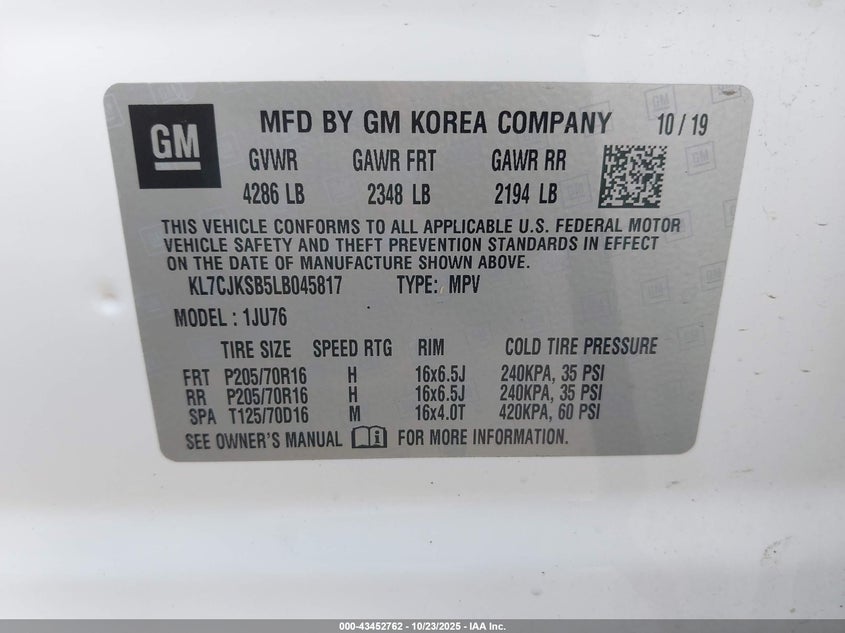 GM
MFD BY GM KOREA COMPANY 10 / 19
GVWR GAWR FRT GAWR RR
4286 LB 2348 LB 2194 LB
THIS VEHICLE CONFORMS TO ALL APPLICABLE U.S. FEDERAL MOTOR
VEHICLE SAFETY AND THEFT PREVENTION STANDARDS IN EFFECT
ON THE DATE OF MANUFACTURE SHOWN ABOVE.
KL7CJKSB5LB045817 TYPE: MPV
MODEL : 1JU76
TIRE SIZE SPEED RTG RIM COLD TIRE PRESSURE
FRT P205/70R16 H 16x6.5J 240KPA, 35 PSI
RR P205/70R16 H 16x6.5J 240KPA, 35 PSI
SPA T125/70D16 M 16x4.0T 420KPA, 60 PSI
SEE OWNER'S MANUAL FOR MORE INFORMATION.
000-43452762 - 10/23/2025 - IAA Inc.